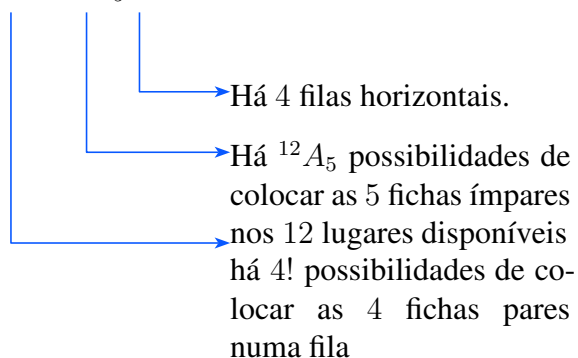 Há 4 filas horizontais.
Há ¹²A₅ possibilidades de
colocar as 5 fichas ímpares
nos 12 lugares disponíveis
há 4! possibilidades de co-
locar as 4 fichas pares
numa fila